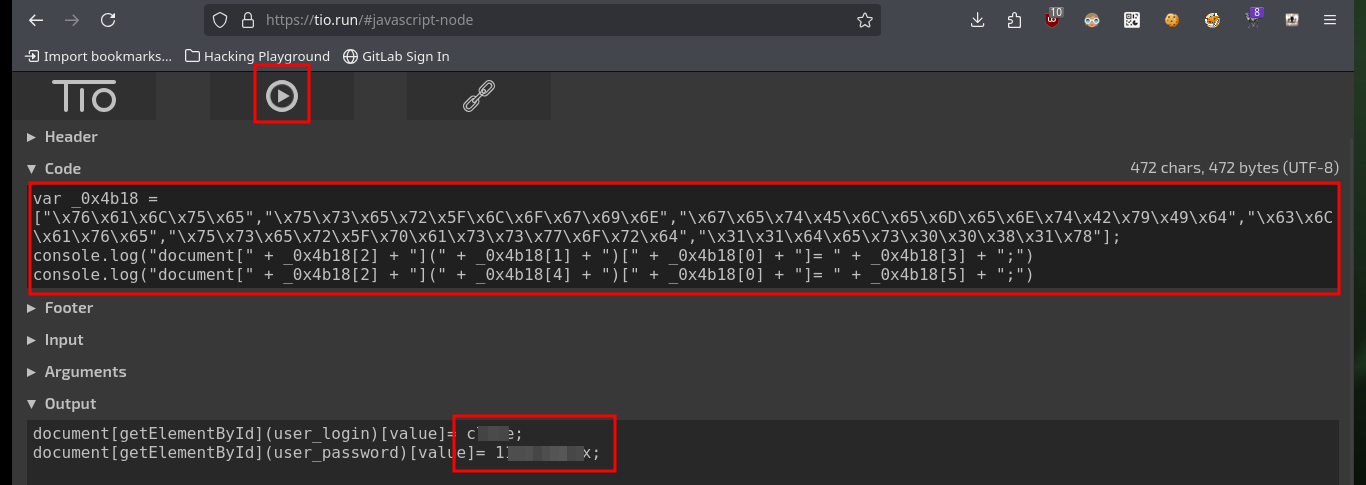 https://tio.run/#javascript-node
10
8
Import bookmarks...
Hacking Playground
GitLab Sign In
TIO
Header
Code
472 chars, 472 bytes (UTF-8)
var _0x4b18 =
["\x76\x61\x6C\x75\x65","\x75\x73\x65\x72\x5F\x6C\x6F\x67\x69\x6E","\x67\x65\x74\x45\x6C\x65\x6D\x65\x6E\x74\x42\x79\x49\x64","\x63\x6C
\x61\x76\x65","\x75\x73\x65\x72\x5F\x70\x61\x73\x73\x77\x6F\x72\x64","\x31\x31\x64\x65\x73\x30\x30\x38\x31\x78"];
console.log("document[" + _0x4b18[2] + "](" + _0x4b18[1] + ")[" + _0x4b18[0] + "]= " + _0x4b18[3] + ";")
console.log("document[" + _0x4b18[2] + "](" + _0x4b18[4] + ")[" + _0x4b18[0] + "]= " + _0x4b18[5] + ";")
Footer
Input
Arguments
Output
document[getElementById](user_login)[value]=
document[getElementById](user_password)[value]=